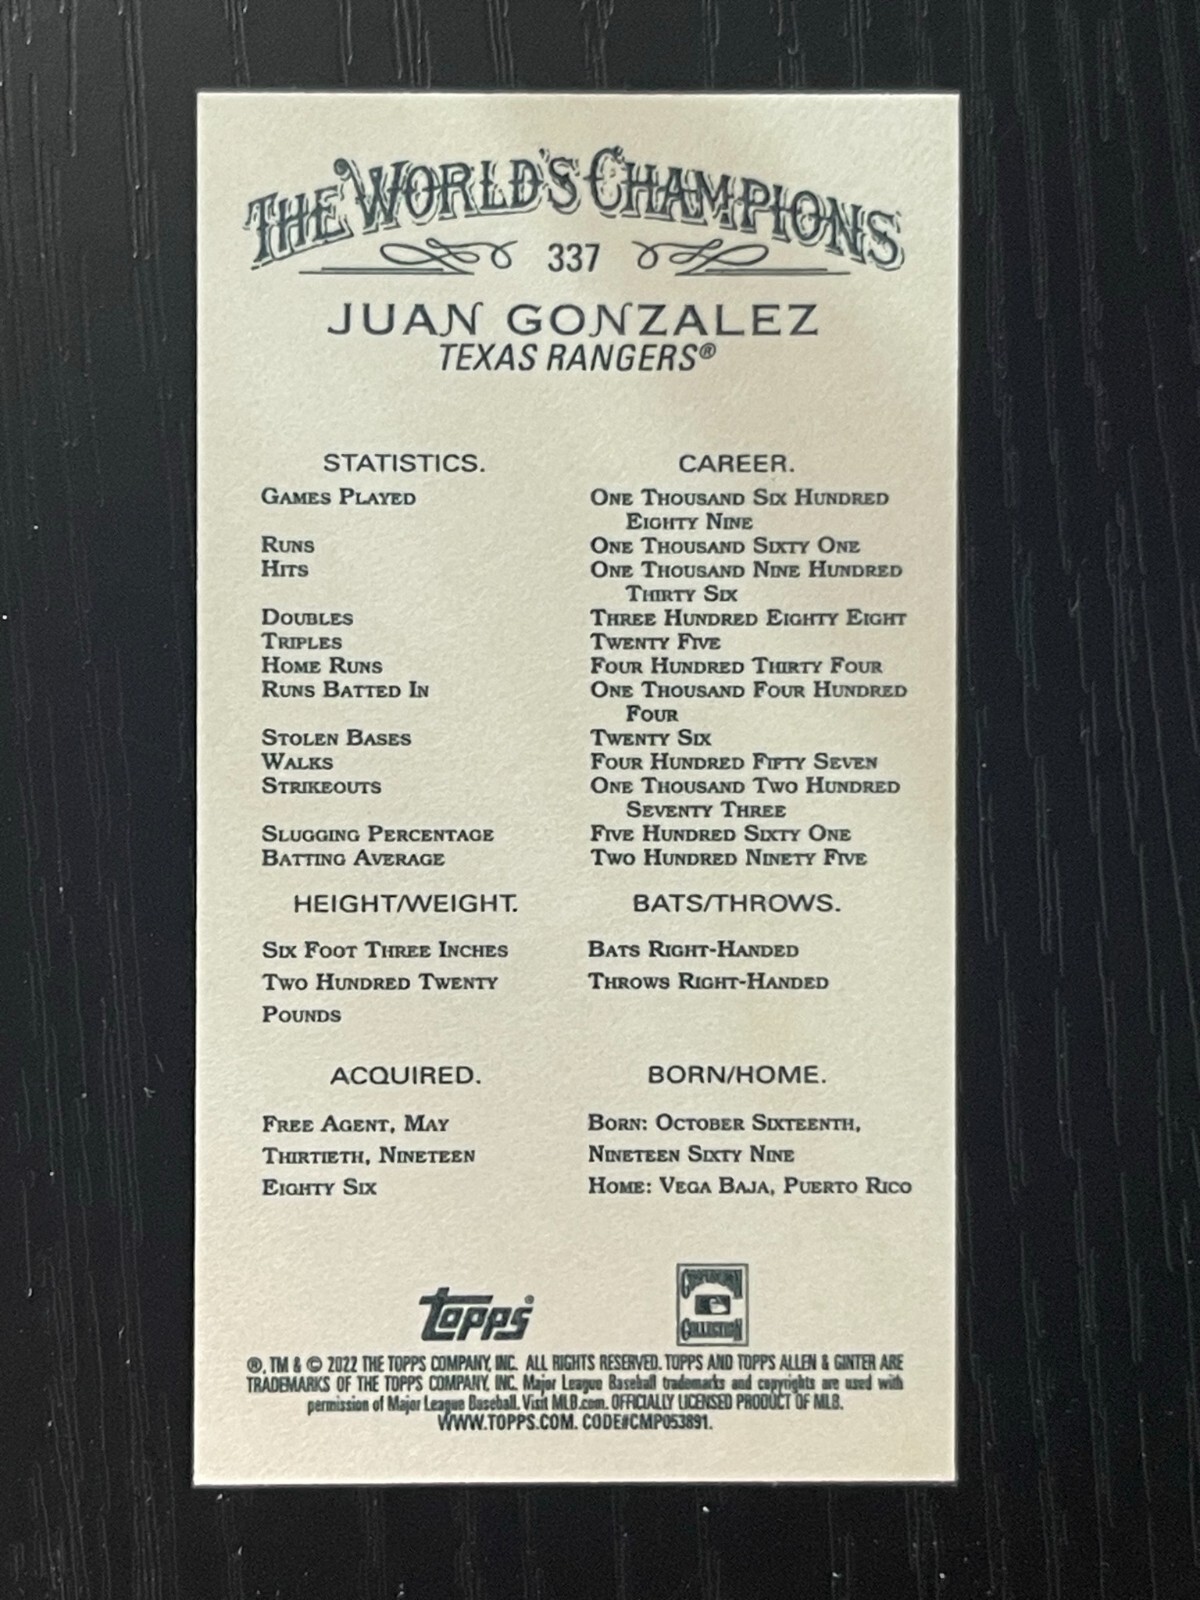 THE WORLD'S CHAMPIONS
337
JUAN GONZALEZ
TEXAS RANGERS®
STATISTICS. CAREER.
GAMES PLAYED ONE THOUSAND SIX HUNDRED
EIGHTY NINE
RUNS ONE THOUSAND SIXTY ONE
HITS ONE THOUSAND NINE HUNDRED
THIRTY SIX
DOUBLES THREE HUNDRED EIGHTY EIGHT
TRIPLES TWENTY FIVE
HOME RUNS FOUR HUNDRED THIRTY FOUR
RUNS BATTED IN ONE THOUSAND FOUR HUNDRED
FOUR
STOLEN BASES TWENTY SIX
WALKS FOUR HUNDRED FIFTY SEVEN
STRIKEOUTS ONE THOUSAND TWO HUNDRED
SEVENTY THREE
SLUGGING PERCENTAGE FIVE HUNDRED SIXTY ONE
BATTING AVERAGE TWO HUNDRED NINETY FIVE
HEIGHT/WEIGHT. BATS/THROWS.
SIX FOOT THREE INCHES BATS RIGHT-HANDED
TWO HUNDRED TWENTY THROWS RIGHT-HANDED
POUNDS
ACQUIRED. BORN/HOME.
FREE AGENT, MAY BORN: OCTOBER SIXTEENTH,
THIRTIETH, NINETEEN NINETEEN SIXTY NINE
EIGHTY SIX HOME: VEGA BAJA, PUERTO RICO
topps® COOPERSTOWN
COLLECTION
®, TM & © 2022 THE TOPPS COMPANY, INC. ALL RIGHTS RESERVED. TOPPS AND TOPPS ALLEN & GINTER ARE
TRADEMARKS OF THE TOPPS COMPANY, INC. Major League Baseball trademarks and copyrights are used with
permission of Major League Baseball. Visit MLB.com. OFFICIALLY LICENSED PRODUCT OF MLB.
WWW.TOPPS.COM. CODE#CMP053891.